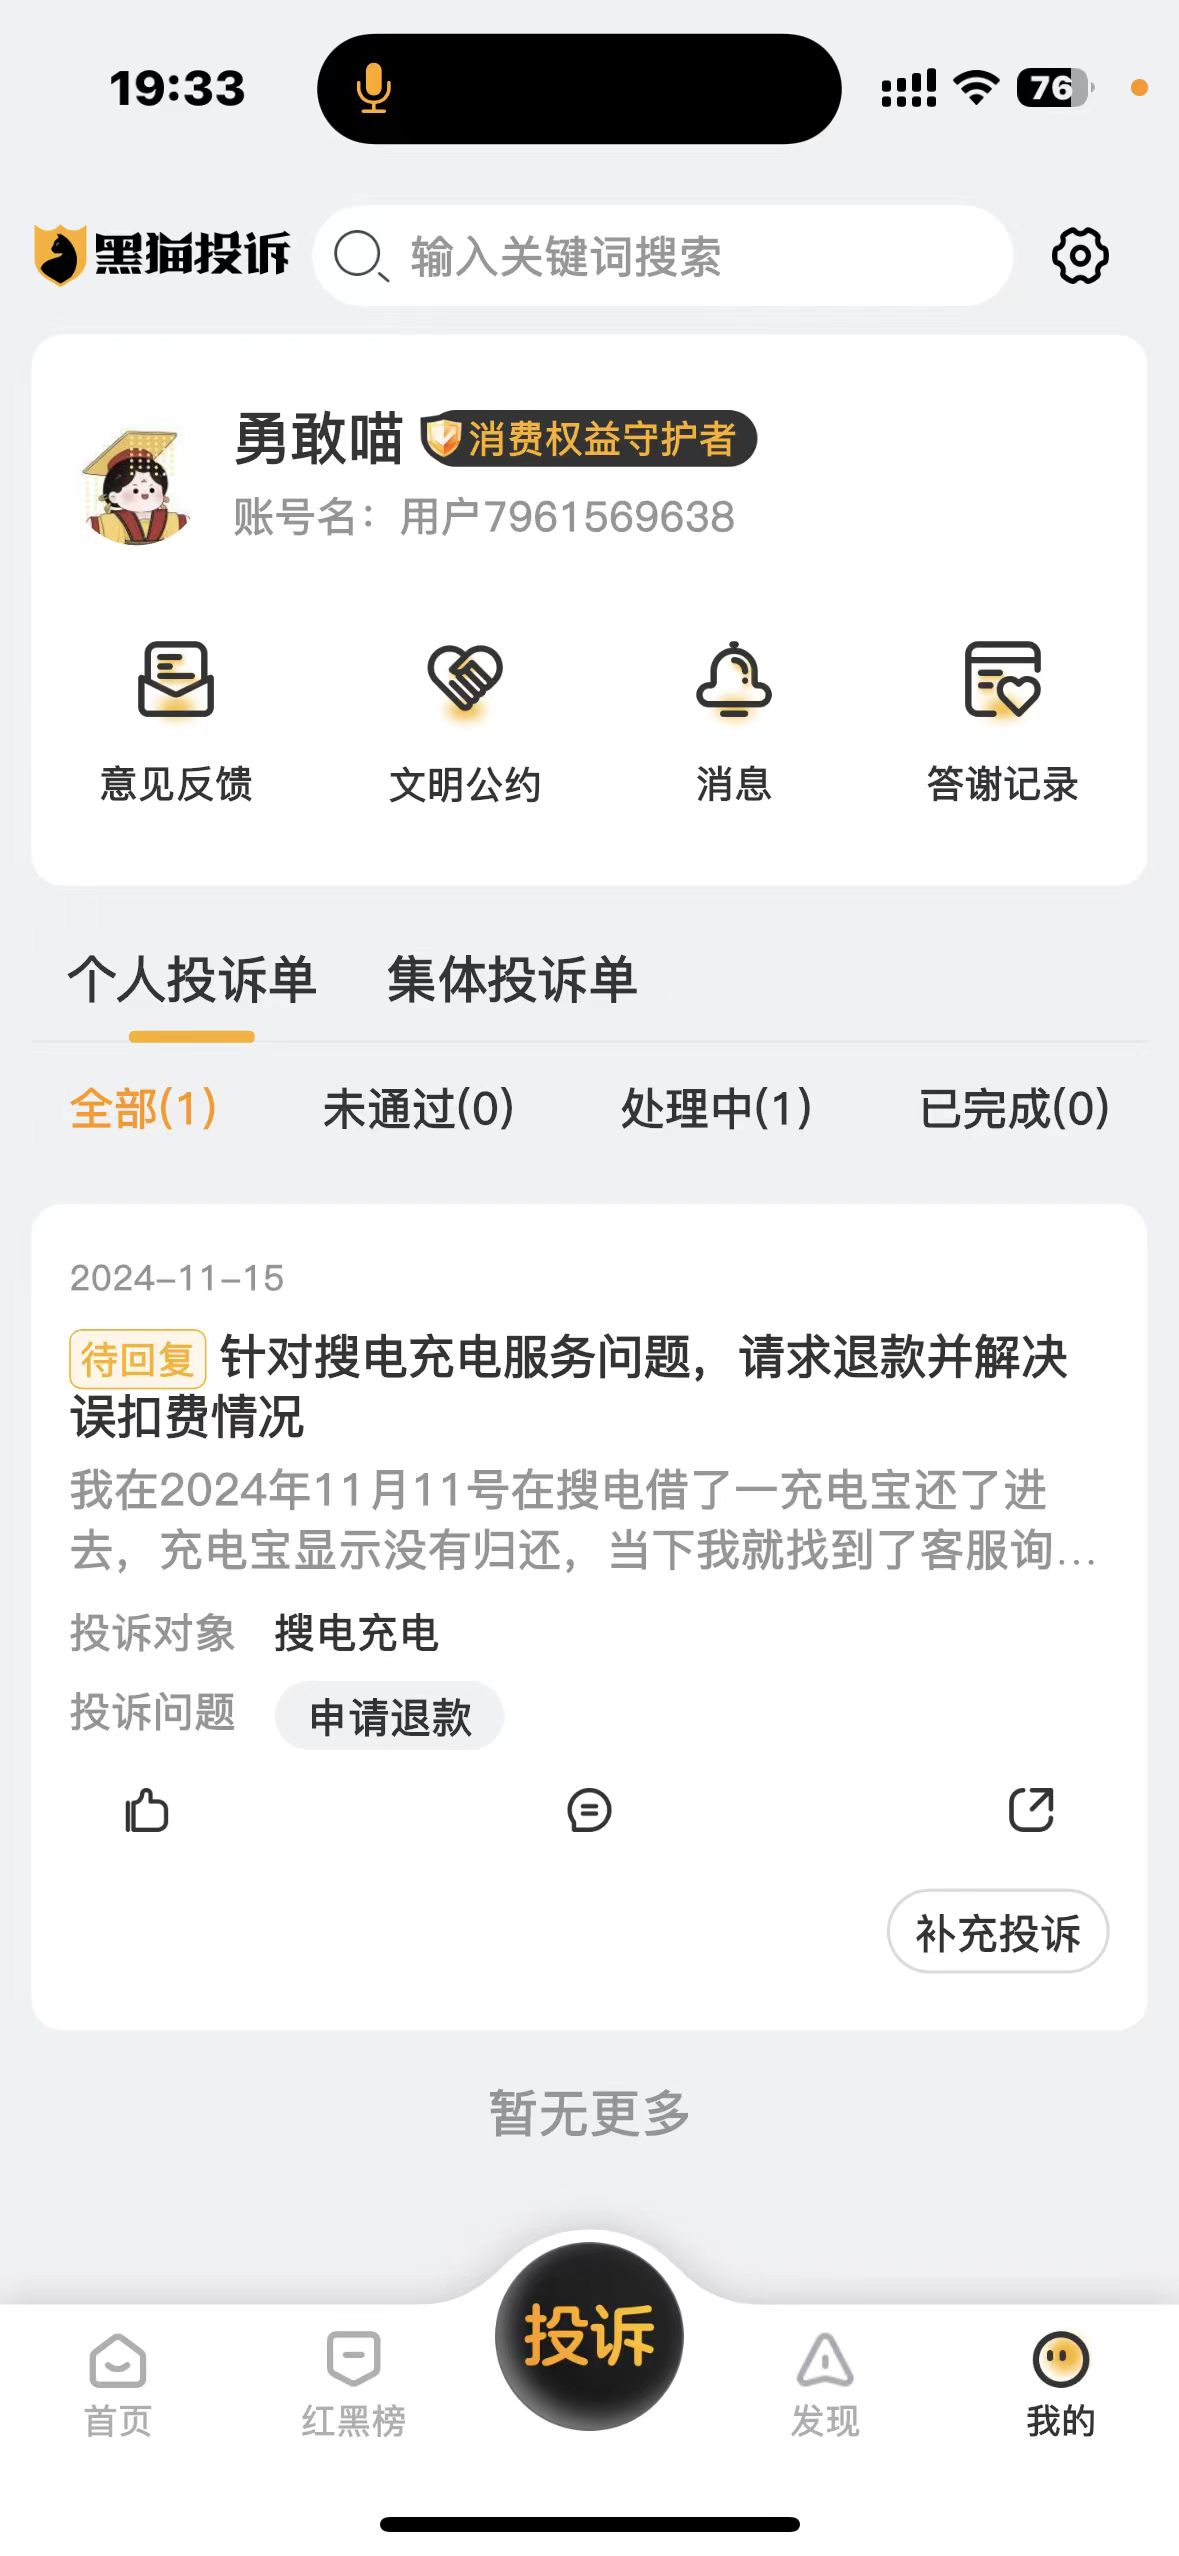 19:33
76
黑猫投诉
输入关键词搜索
勇敢喵
消费权益守护者
账号名：用户7961569638
意见反馈
文明公约
消息
答谢记录
个人投诉单
集体投诉单
全部(1)
未通过(0)
处理中(1)
已完成(0)
2024-11-15
待回复 针对搜电充电服务问题，请求退款并解决
误扣费情况
我在2024年11月11号在搜电借了一充电宝还了进
去，充电宝显示没有归还，当下我就找到了客服询...
投诉对象 搜电充电
投诉问题 申请退款
补充投诉
暂无更多
首页
红黑榜
投诉
发现
我的